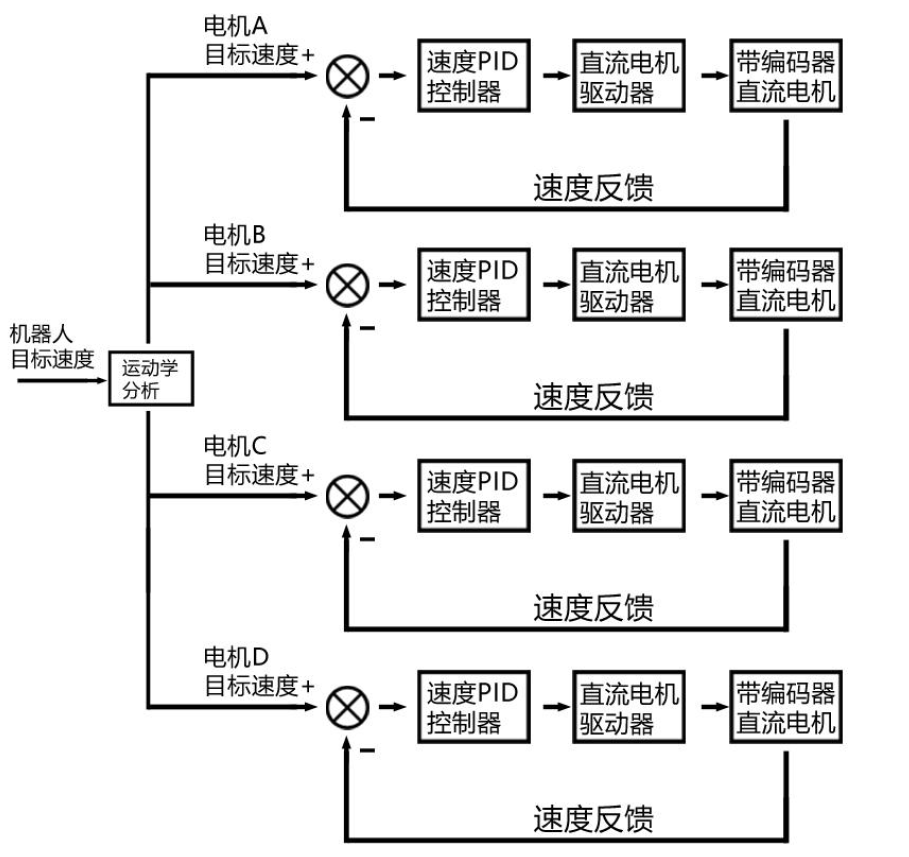 电机A
目标速度+
速度PID
控制器
直流电机
驱动器
带编码器
直流电机
−
速度反馈
电机B
目标速度+
速度PID
控制器
直流电机
驱动器
带编码器
直流电机
−
速度反馈
机器人
目标速度
运动学
分析
电机C
目标速度+
速度PID
控制器
直流电机
驱动器
带编码器
直流电机
−
速度反馈
电机D
目标速度+
速度PID
控制器
直流电机
驱动器
带编码器
直流电机
−
速度反馈